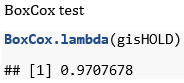 BoxCox test
BoxCox.lambda(gisHOLD)
## [1] 0.9707678